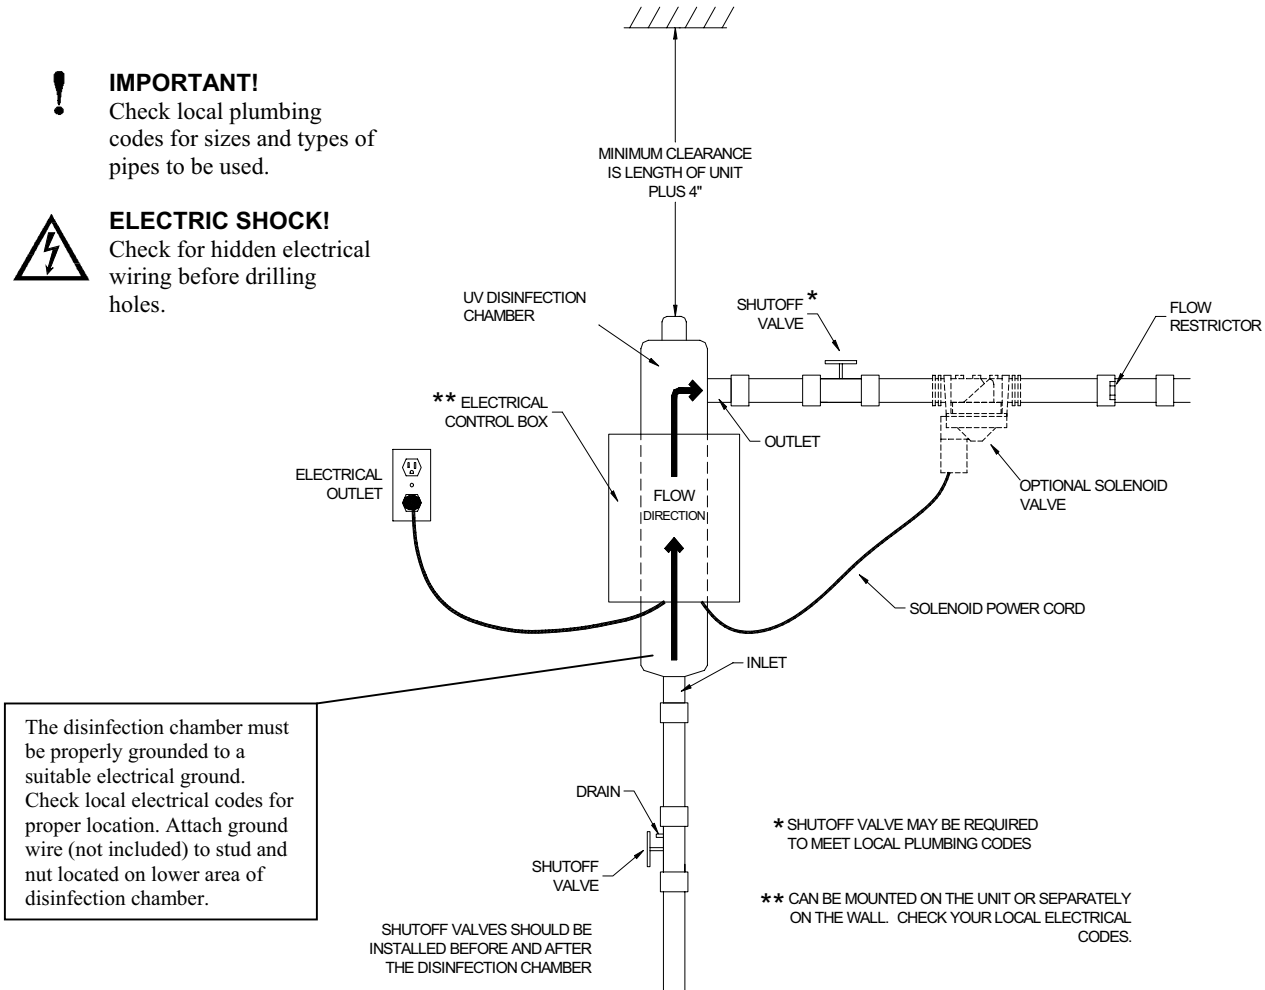 IMPORTANT!
Check local plumbing
codes for sizes and types of
pipes to be used.
ELECTRIC SHOCK!
Check for hidden electrical
wiring before drilling
holes.
MINIMUM CLEARANCE
IS LENGTH OF UNIT
PLUS 4"
UV DISINFECTION
CHAMBER
SHUTOFF *
VALVE
FLOW
RESTRICTOR
** ELECTRICAL
CONTROL BOX
OUTLET
ELECTRICAL
OUTLET
FLOW
DIRECTION
OPTIONAL SOLENOID
VALVE
SOLENOID POWER CORD
INLET
The disinfection chamber must
be properly grounded to a
suitable electrical ground.
Check local electrical codes for
proper location. Attach ground
wire (not included) to stud and
nut located on lower area of
disinfection chamber.
DRAIN
SHUTOFF
VALVE
* SHUTOFF VALVE MAY BE REQUIRED
TO MEET LOCAL PLUMBING CODES
** CAN BE MOUNTED ON THE UNIT OR SEPARATELY
ON THE WALL. CHECK YOUR LOCAL ELECTRICAL
CODES.
SHUTOFF VALVES SHOULD BE
INSTALLED BEFORE AND AFTER
THE DISINFECTION CHAMBER